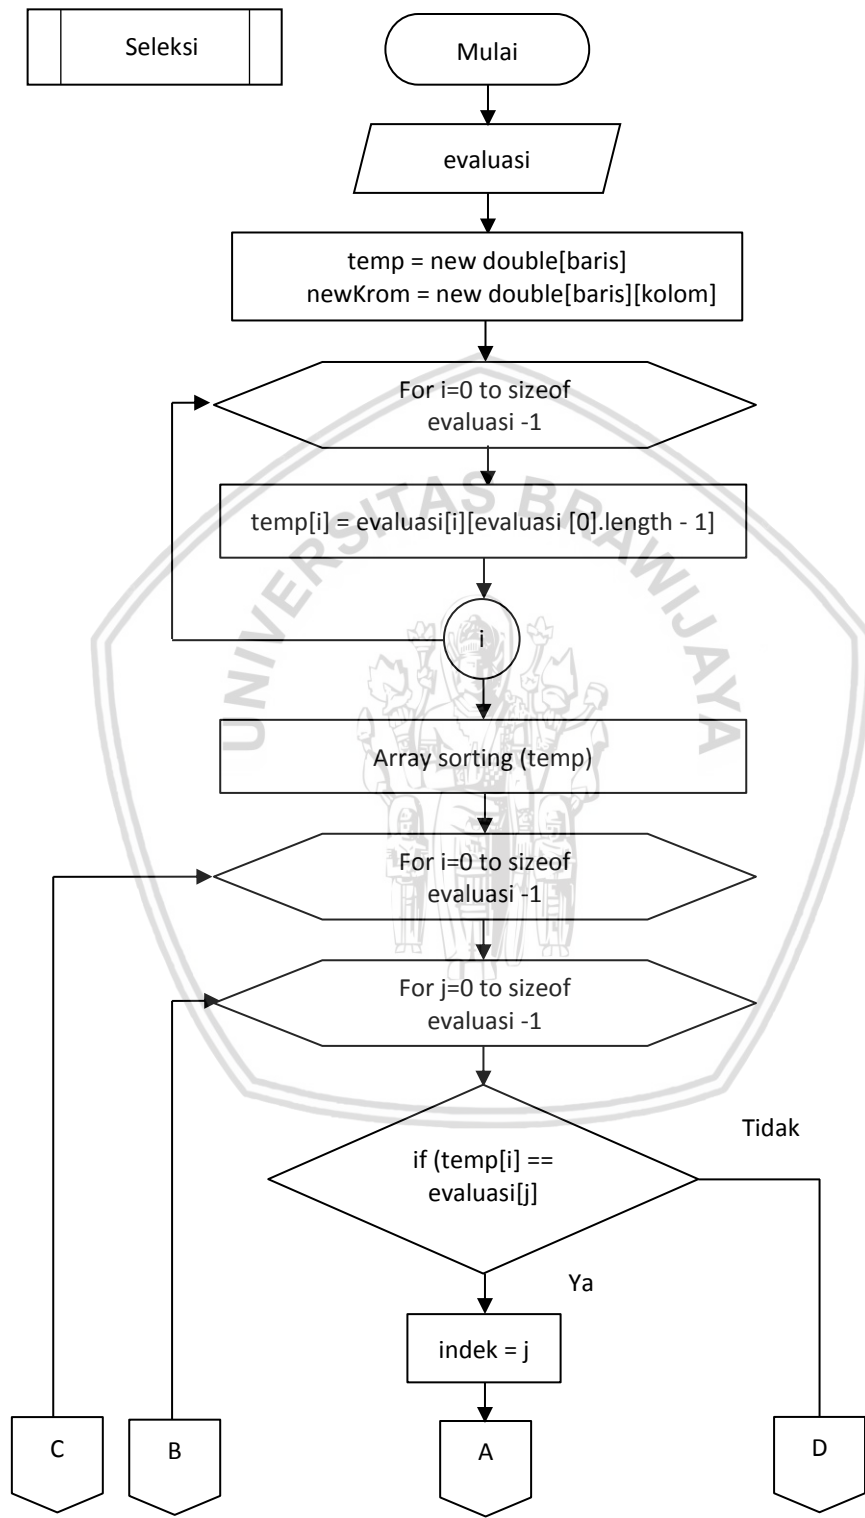 Seleksi
Mulai
evaluasi
temp = new double[baris]
newKrom = new double[baris][kolom]
For i=0 to sizeof
evaluasi -1
temp[i] = evaluasi[i][evaluasi [0].length - 1]
i
Array sorting (temp)
For i=0 to sizeof
evaluasi -1
For j=0 to sizeof
evaluasi -1
if (temp[i] ==
evaluasi[j]
Tidak
Ya
indek = j
C
B
A
D
UNIVERSITAS BRAWIJAYA